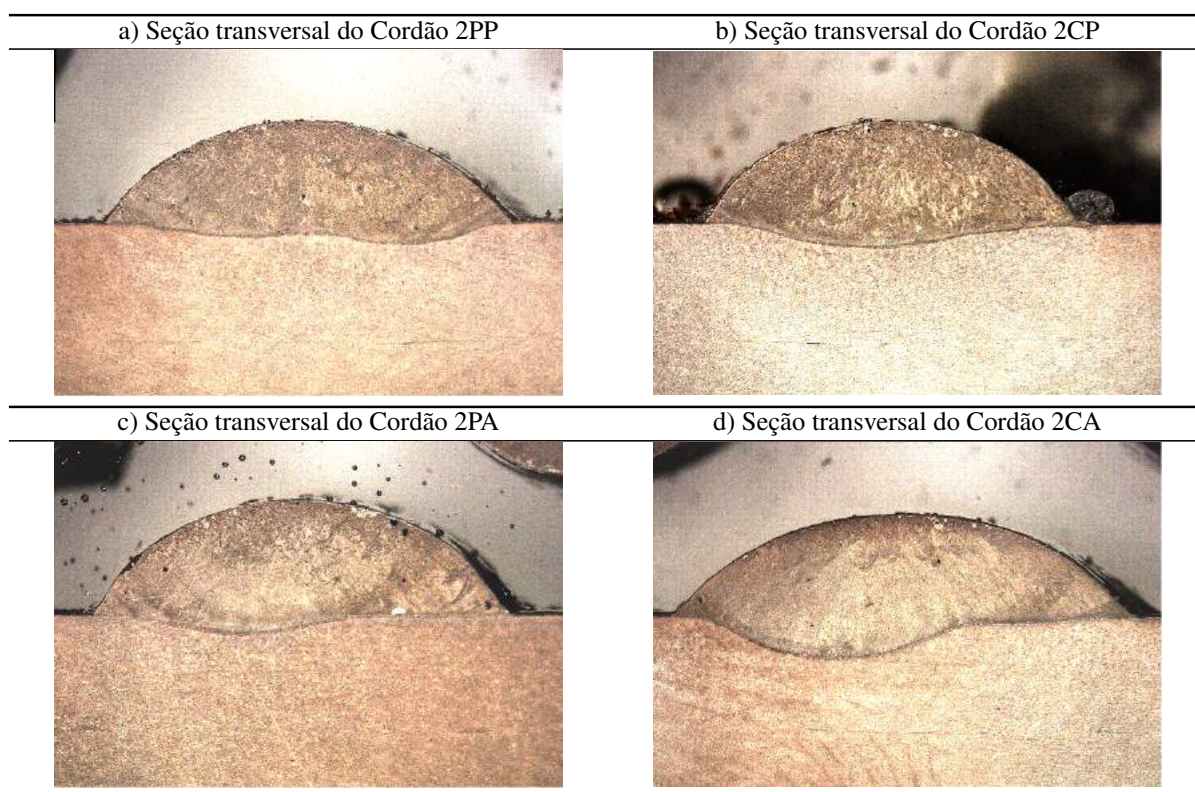 a) Seção transversal do Cordão 2PP
b) Seção transversal do Cordão 2CP
c) Seção transversal do Cordão 2PA
d) Seção transversal do Cordão 2CA